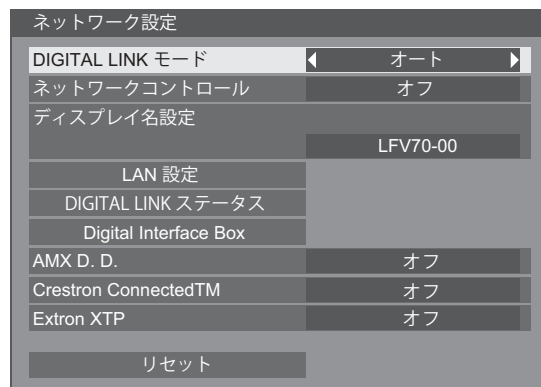 ネットワーク設定
DIGITAL LINK モード オート
ネットワークコントロール オフ
ディスプレイ名設定
LFV70-00
LAN 設定
DIGITAL LINK ステータス
Digital Interface Box
AMX D. D. オフ
Crestron ConnectedTM オフ
Extron XTP オフ
リセット